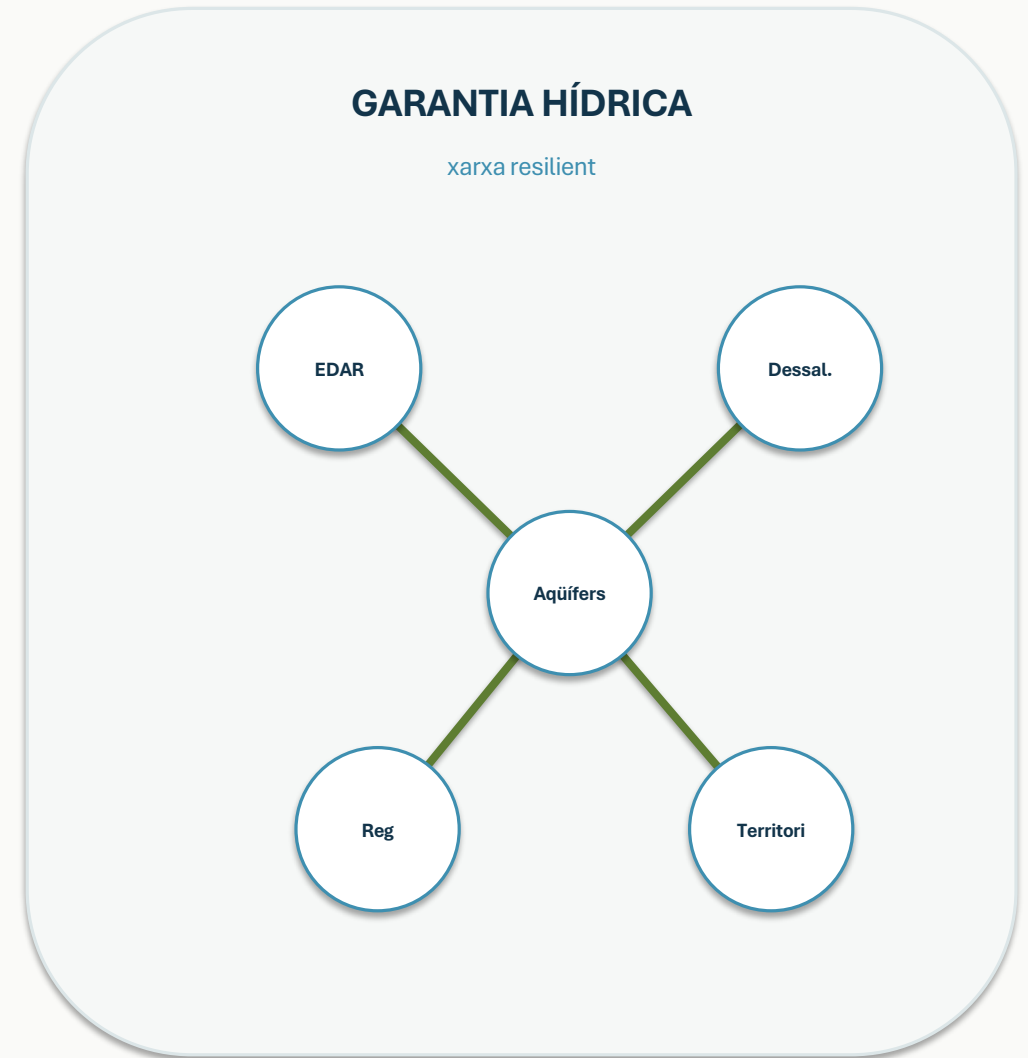 GARANTIA HÍDRICA
xarxa resilient
EDAR
Dessal.
Aqüífers
Reg
Territori